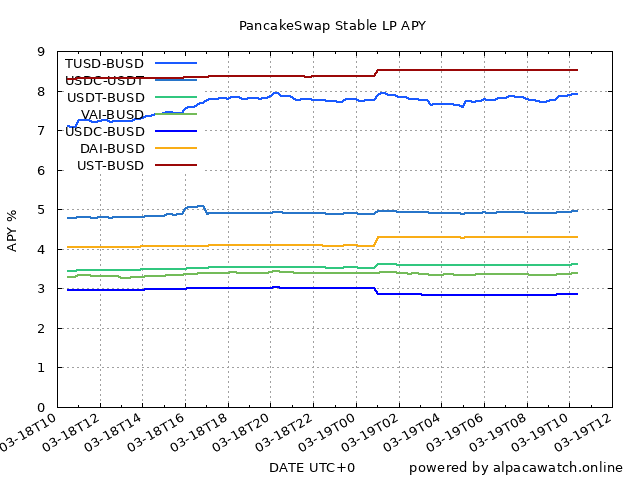 PancakeSwap Stable LP APY
TUSD-BUSD
USDC-USDT
USDT-BUSD
VAI-BUSD
USDC-BUSD
DAI-BUSD
UST-BUSD
APY %
9
8
7
6
5
4
3
2
1
0
03-18T10
03-18T12
03-18T14
03-18T16
03-18T18
03-18T20
03-18T22
03-19T00
03-19T02
03-19T04
03-19T06
03-19T08
03-19T10
03-19T12
DATE UTC+0
powered by alpacawatch.online